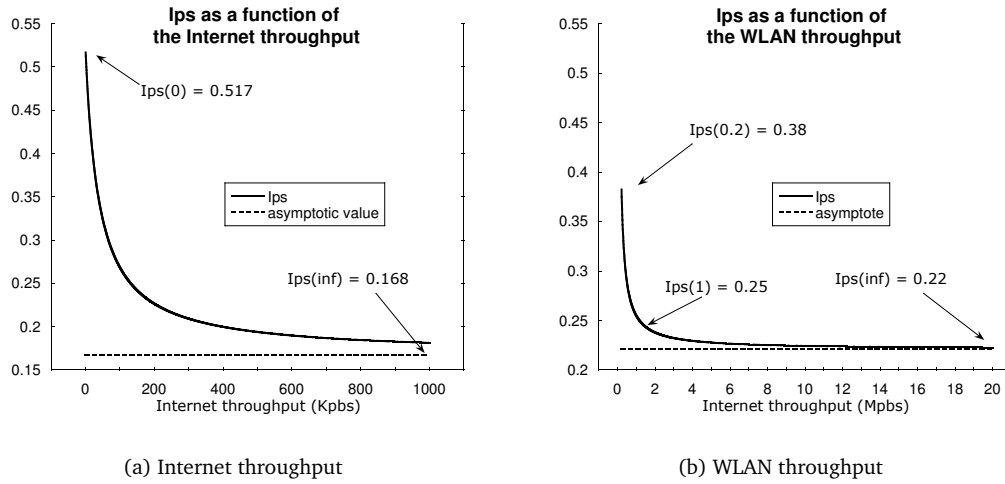 Ips as a function of
the Internet throughput
0.55
0.5
0.45
0.4
0.35
0.3
0.25
0.2
0.15
Ips(0) = 0.517
Ips
asymptotic value
Ips(inf) = 0.168
0 200 400 600 800 1000
Internet throughput (Kpbs)
(a) Internet throughput
Ips as a function of
the WLAN throughput
0.55
0.5
0.45
0.4
0.35
0.3
0.25
0.2
Ips(0.2) = 0.38
Ips
asymptote
Ips(1) = 0.25
Ips(inf) = 0.22
0 2 4 6 8 10 12 14 16 18 20
Internet throughput (Mpbs)
(b) WLAN throughput